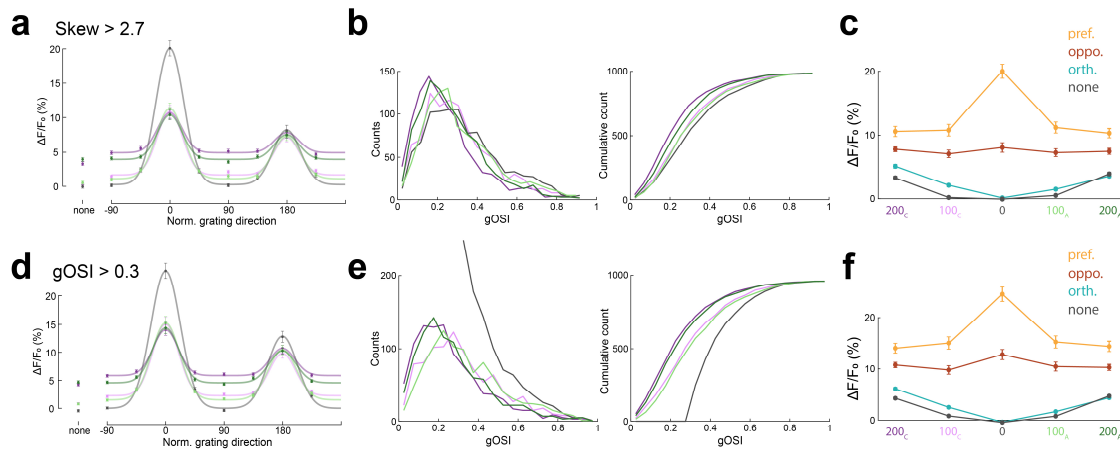 a
Skew > 2.7
20
15
10
5
0
ΔF/F₀ (%)
none
-90
0
90
180
Norm. grating direction
b
150
100
50
0
Counts
0
0.2
0.4
0.6
0.8
1
gOSI
1000
500
0
Cumulative count
0
0.2
0.4
0.6
0.8
1
gOSI
c
pref.
oppo.
orth.
none
20
10
0
ΔF/F₀ (%)
200C
100C
0
100A
200A
d
gOSI > 0.3
20
15
10
5
0
ΔF/F₀ (%)
none
-90
0
90
180
Norm. grating direction
e
200
100
0
Counts
0
0.2
0.4
0.6
0.8
1
gOSI
1000
500
0
Cumulative count
0
0.2
0.4
0.6
0.8
1
gOSI
f
pref.
oppo.
orth.
none
20
10
0
ΔF/F₀ (%)
200C
100C
0
100A
200A